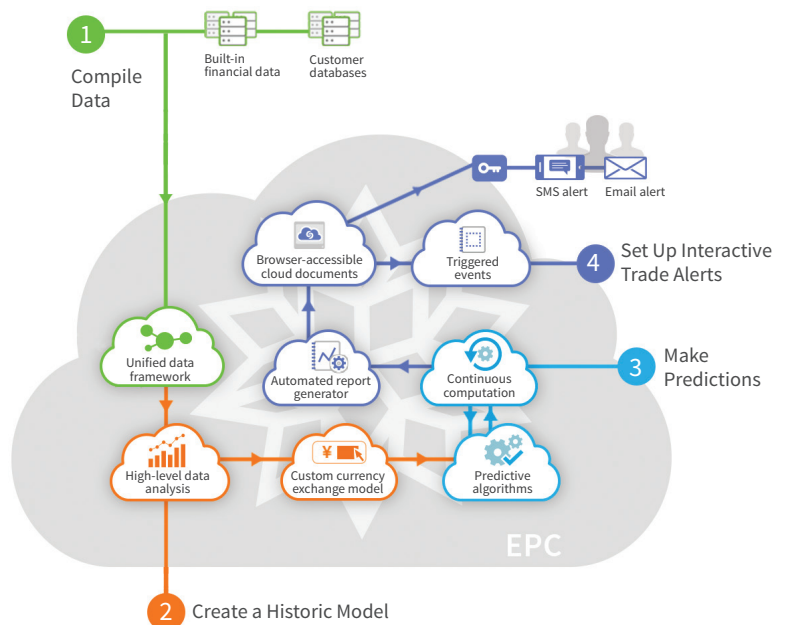 1
Compile
Data
Built-in
financial data
Customer
databases
SMS alert
Email alert
Browser-accessible
cloud documents
Triggered
events
4
Set Up Interactive
Trade Alerts
Unified data
framework
Automated report
generator
Continuous
computation
3
Make
Predictions
High-level data
analysis
¥
Custom currency
exchange model
Predictive
algorithms
EPC
2
Create a Historic Model